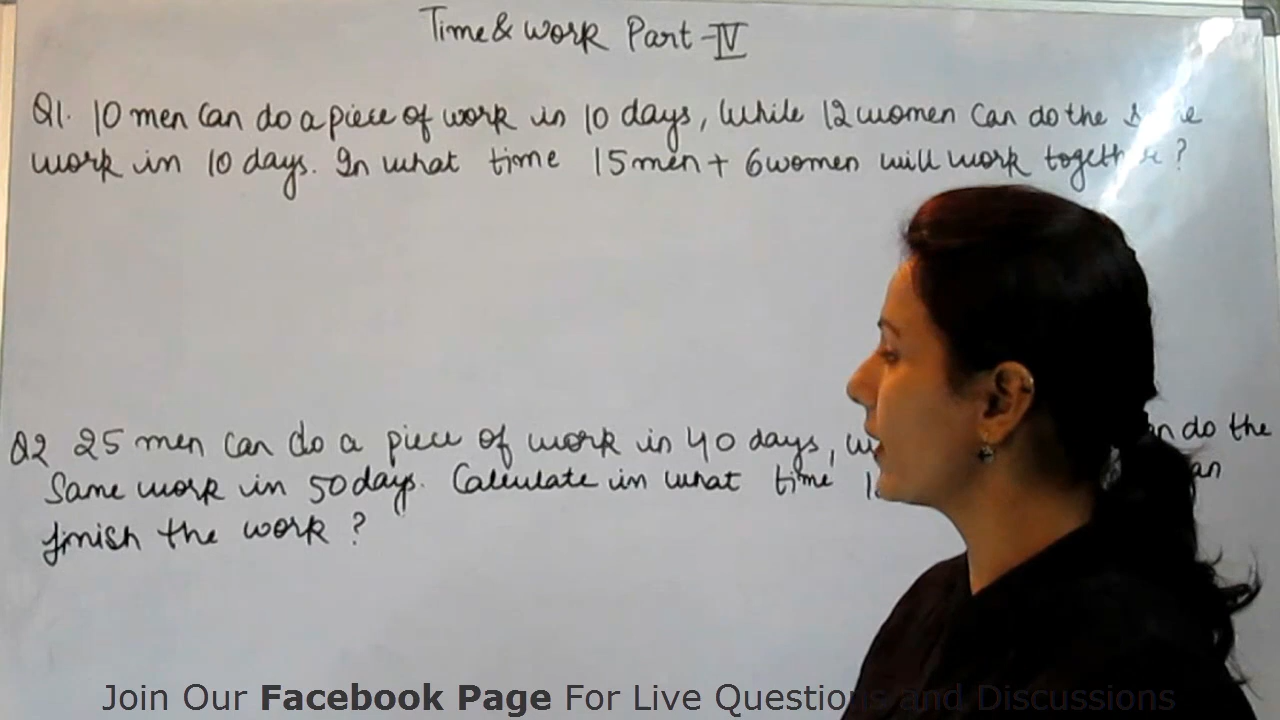 Time & work Part-IV
Q1. 10 men can do a piece of work in 10 days, while 12 women can do the
work in 10 days. In what time 15 men + 6 women will work together?
Q2 25 men can do a piece of work in 40 days, do the
same work in 50 days. Calculate in what time
finish the work?
Join Our Facebook Page For Live Questions and Discussions